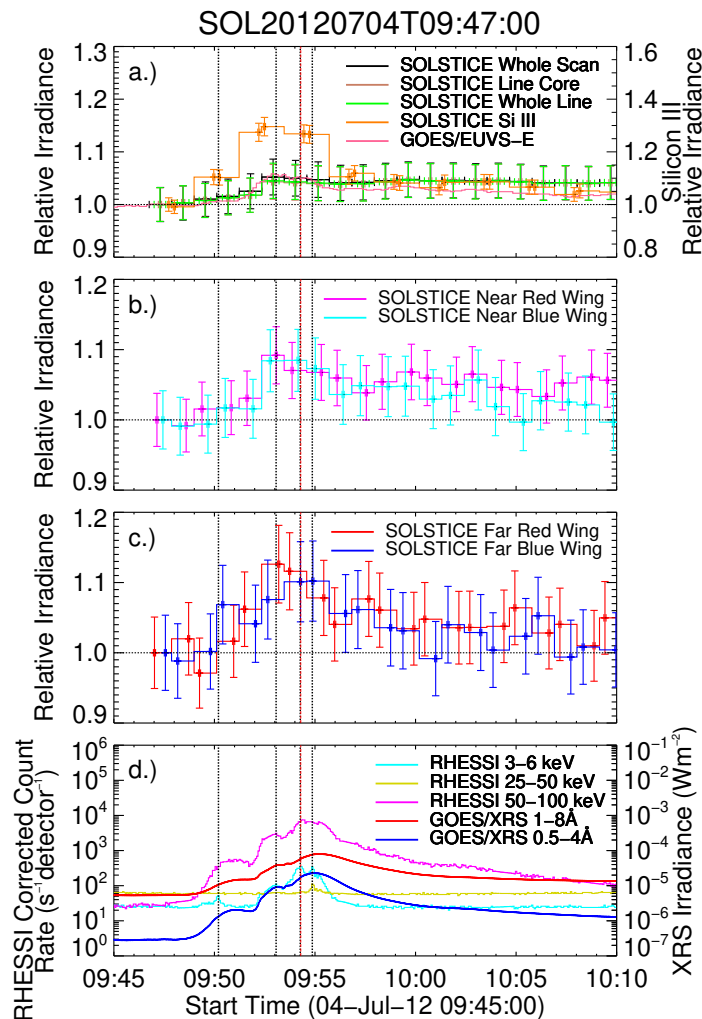 SOL20120704T09:47:00
a.)
SOLSTICE Whole Scan
SOLSTICE Line Core
SOLSTICE Whole Line
SOLSTICE Si III
GOES/EUVS−E
Relative Irradiance
1.3
1.2
1.1
1.0
0.9
1.6
1.4
1.2
1.0
0.8
Silicon III
Relative Irradiance
b.)
SOLSTICE Near Red Wing
SOLSTICE Near Blue Wing
Relative Irradiance
1.2
1.1
1.0
0.9
c.)
SOLSTICE Far Red Wing
SOLSTICE Far Blue Wing
Relative Irradiance
1.2
1.1
1.0
0.9
d.)
RHESSI 3−6 keV
RHESSI 25−50 keV
RHESSI 50−100 keV
GOES/XRS 1−8Å
GOES/XRS 0.5−4Å
RHESSI Corrected Count
Rate (s⁻¹ detector⁻¹)
10⁶
10⁵
10⁴
10³
10²
10¹
10⁰
10⁻¹
10⁻²
10⁻³
10⁻⁴
10⁻⁵
10⁻⁶
10⁻⁷
XRS Irradiance (Wm⁻²)
09:45 09:50 09:55 10:00 10:05 10:10
Start Time (04−Jul−12 09:45:00)